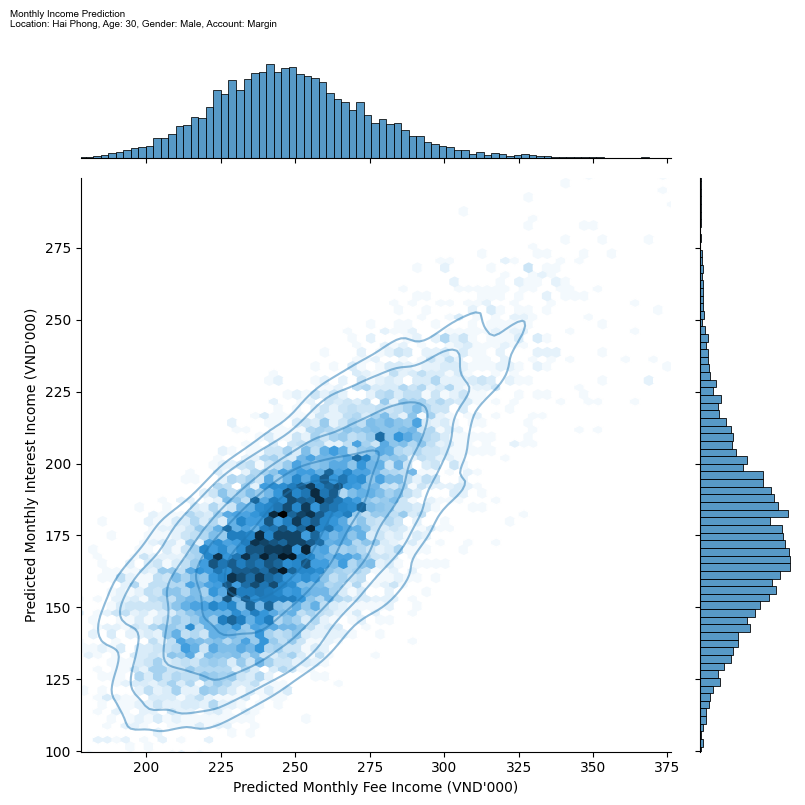 Monthly Income Prediction
Location: Hai Phong, Age: 30, Gender: Male, Account: Margin
275
250
225
200
175
150
125
100
Predicted Monthly Interest Income (VND'000)
200 225 250 275 300 325 350 375
Predicted Monthly Fee Income (VND'000)